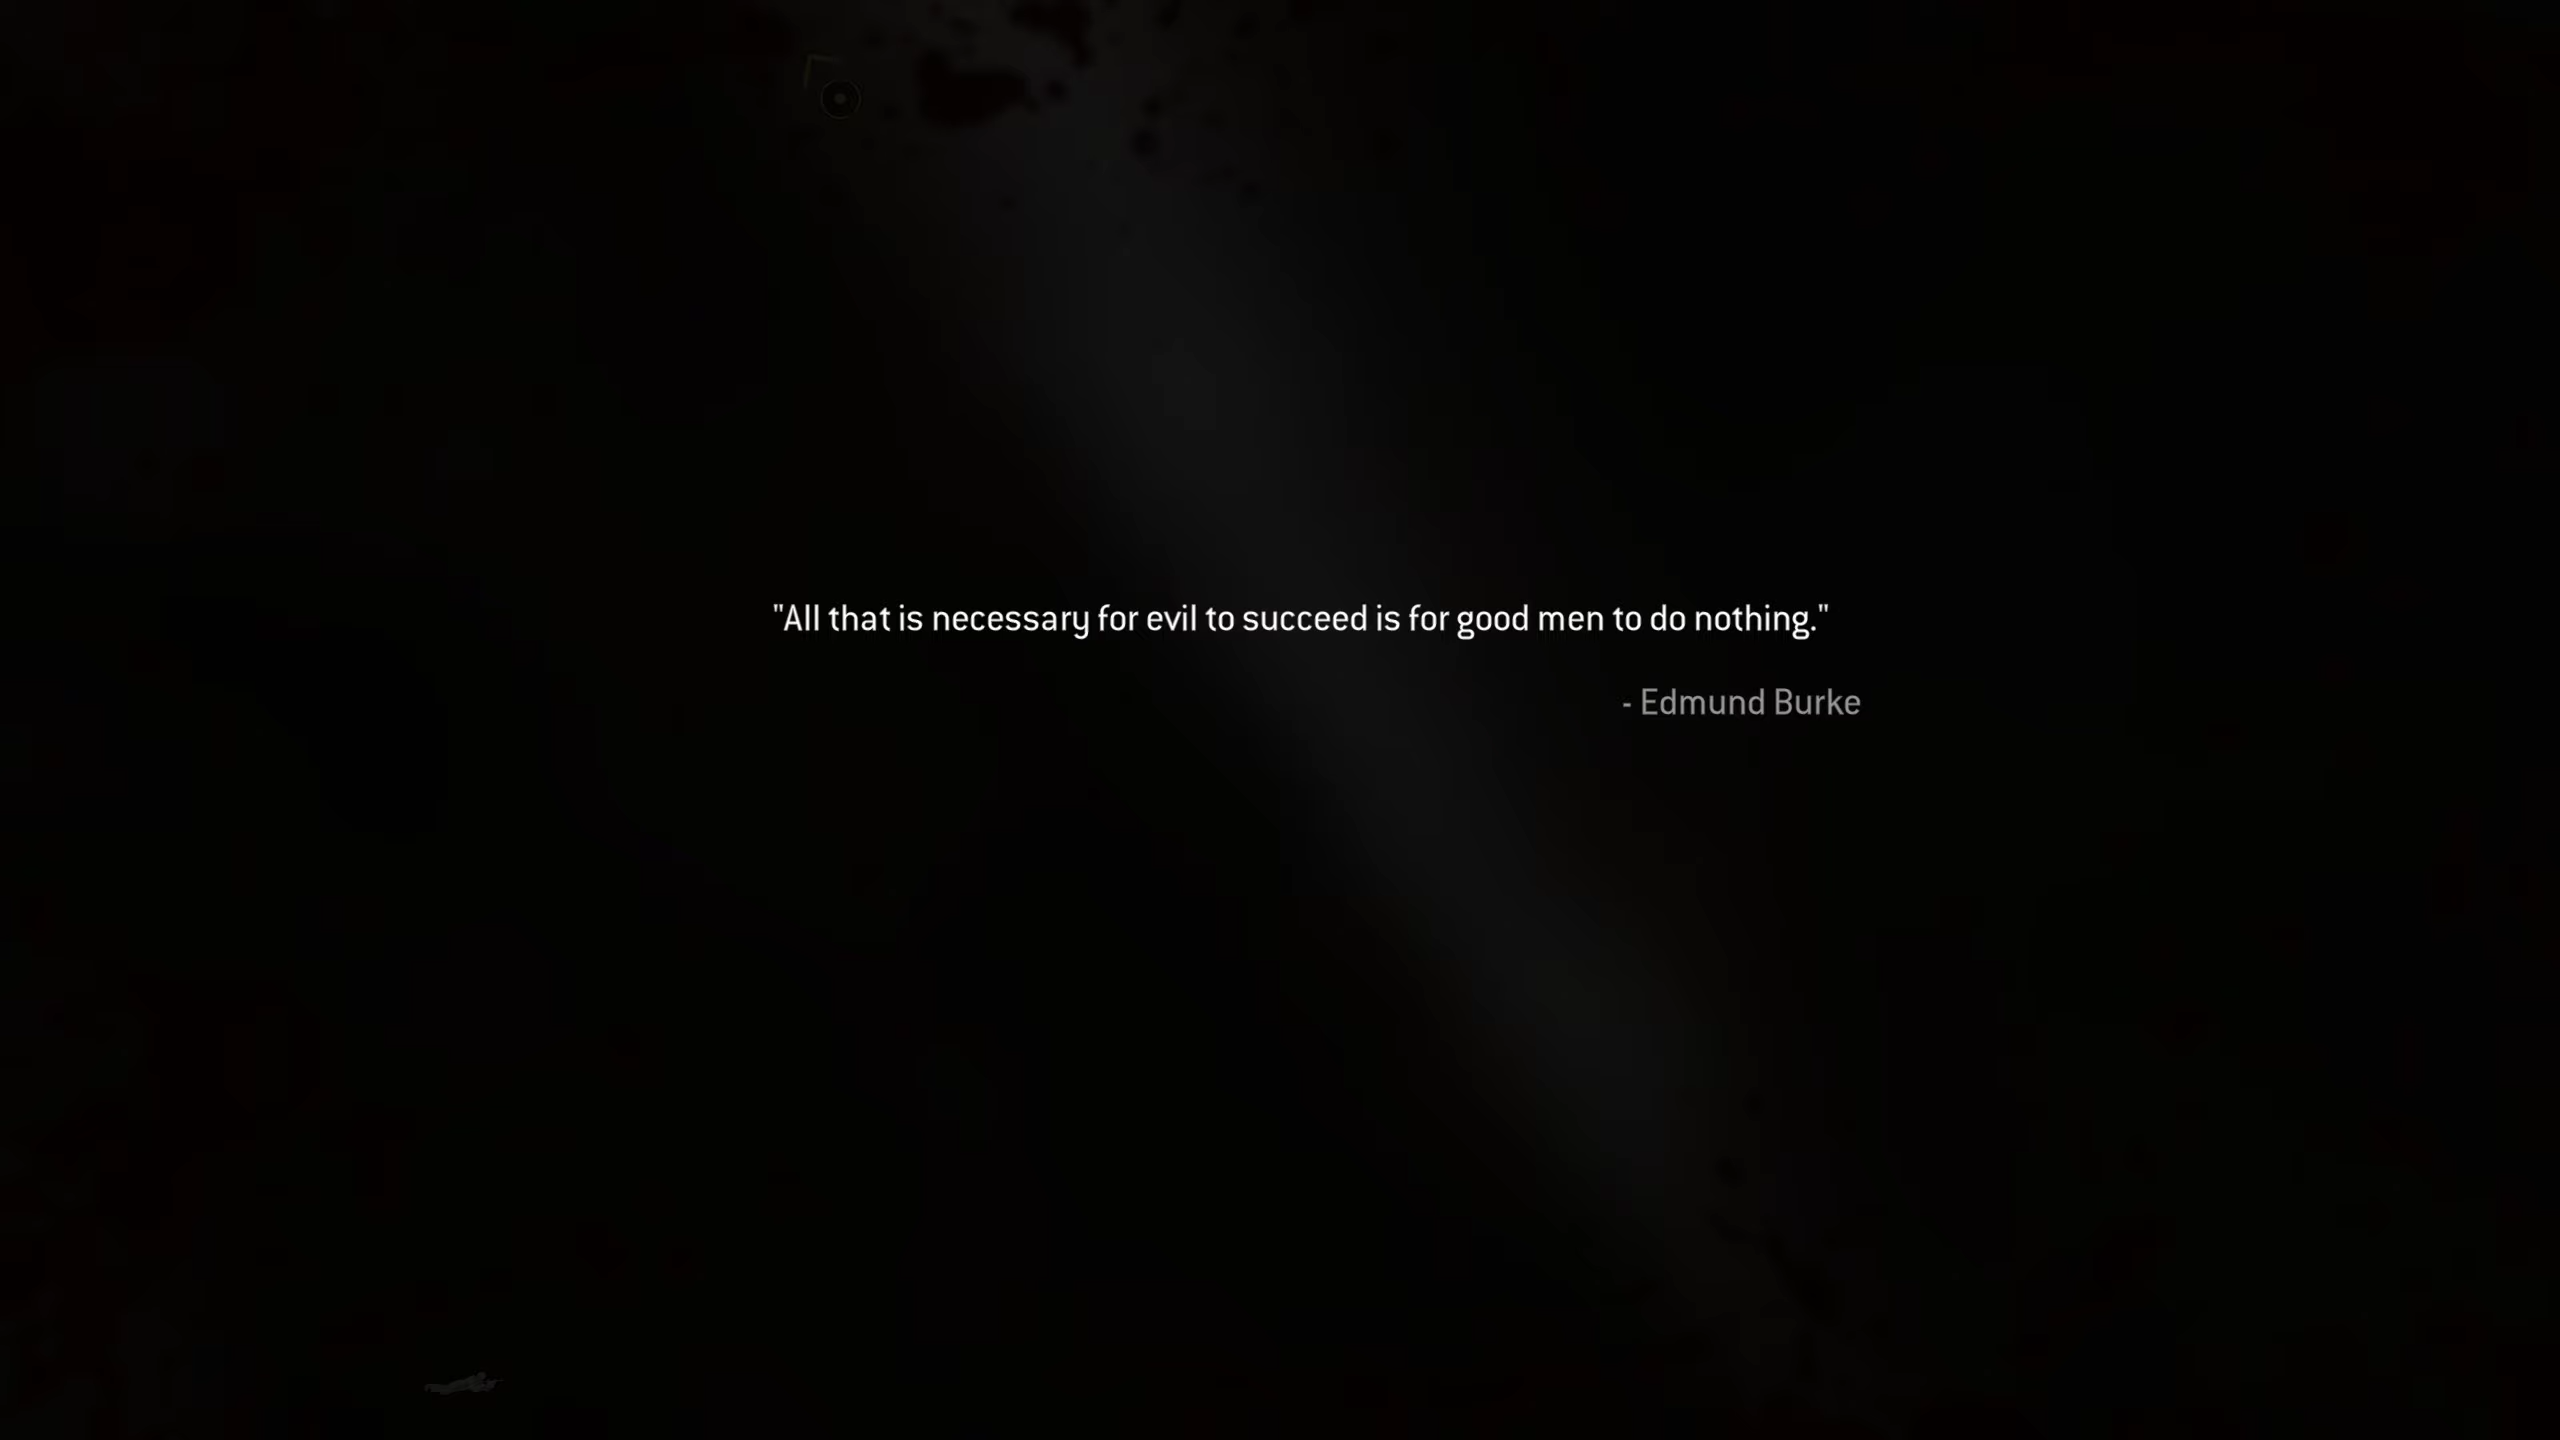 "All that is necessary for evil to succeed is for good men to do nothing."
- Edmund Burke